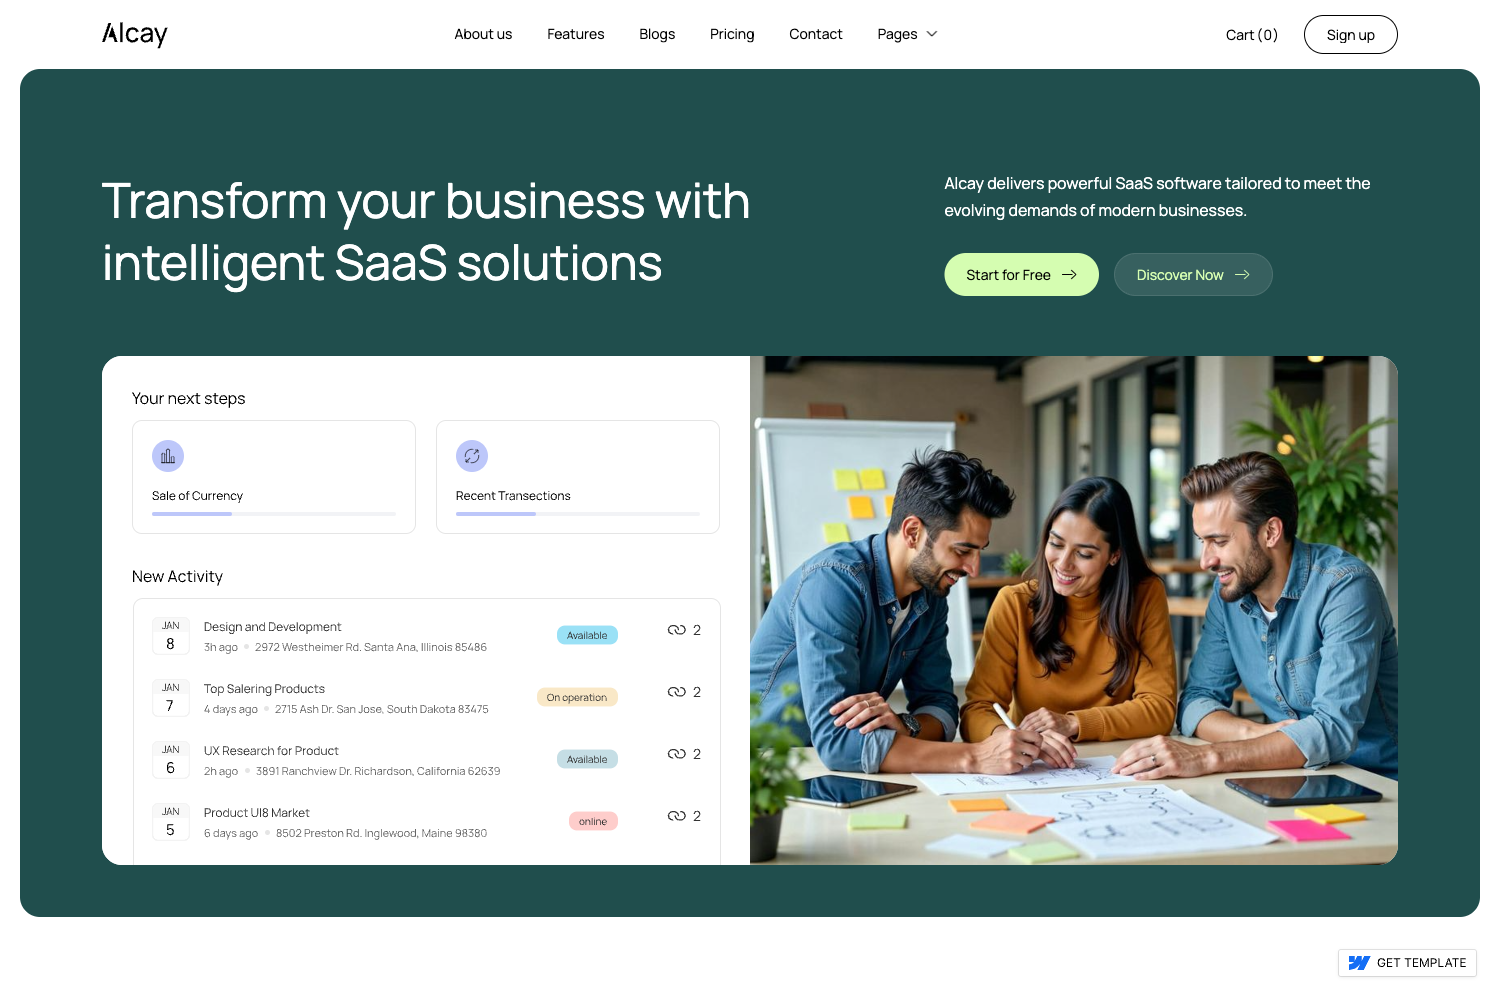 Alcay
About us
Features
Blogs
Pricing
Contact
Pages
Cart (0)
Sign up
Transform your business with
intelligent SaaS solutions
Alcay delivers powerful SaaS software tailored to meet the
evolving demands of modern businesses.
Start for Free
Discover Now
Your next steps
Sale of Currency
Recent Transections
New Activity
JAN
8
Design and Development
3h ago
2972 Westheimer Rd. Santa Ana, Illinois 85486
Available
2
JAN
7
Top Salering Products
4 days ago
2715 Ash Dr. San Jose, South Dakota 83475
On operation
2
JAN
6
UX Research for Product
2h ago
3891 Ranchview Dr. Richardson, California 62639
Available
2
JAN
5
Product UI8 Market
6 days ago
8502 Preston Rd. Inglewood, Maine 98380
online
2
GET TEMPLATE